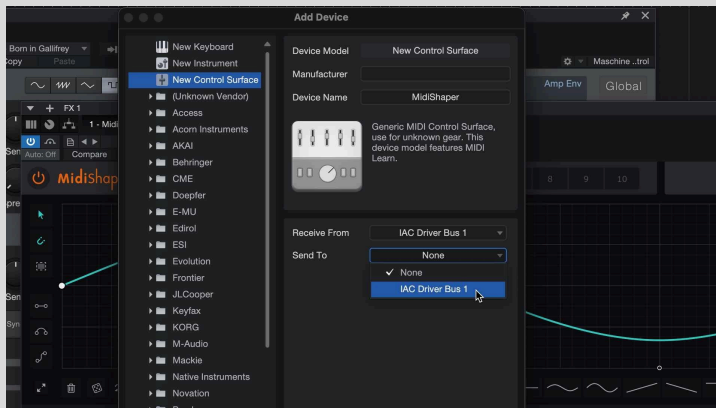 Add Device
Born in Gallifrey
Copy
Paste
Maschine ..trol
Amp Env
Global
FX 1
1 - Midi
Auto: Off
Compare
MidiShap
8
9
10
Sen
Sen
Syn
New Keyboard
New Instrument
New Control Surface
(Unknown Vendor)
Access
Acorn Instruments
AKAI
Behringer
CME
Doepfer
E-MU
Edirol
ESI
Evolution
Frontier
JLCooper
Keyfax
KORG
M-Audio
Mackie
Native Instruments
Novation
Device Model
New Control Surface
Manufacturer
Device Name
MidiShaper
Generic MIDI Control Surface,
use for unknown gear. This
device model features MIDI
Learn.
Receive From
IAC Driver Bus 1
Send To
None
None
IAC Driver Bus 1